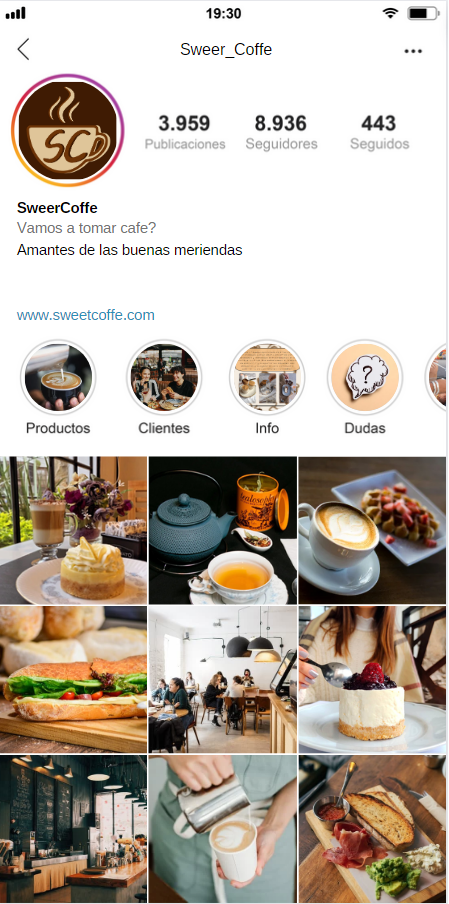 19:30
Sweer_Coffe
SC
3.959 8.936 443
Publicaciones Seguidores Seguidos
SweerCoffe
Vamos a tomar cafe?
Amantes de las buenas meriendas
www.sweetcoffe.com
?
Productos Clientes Info Dudas